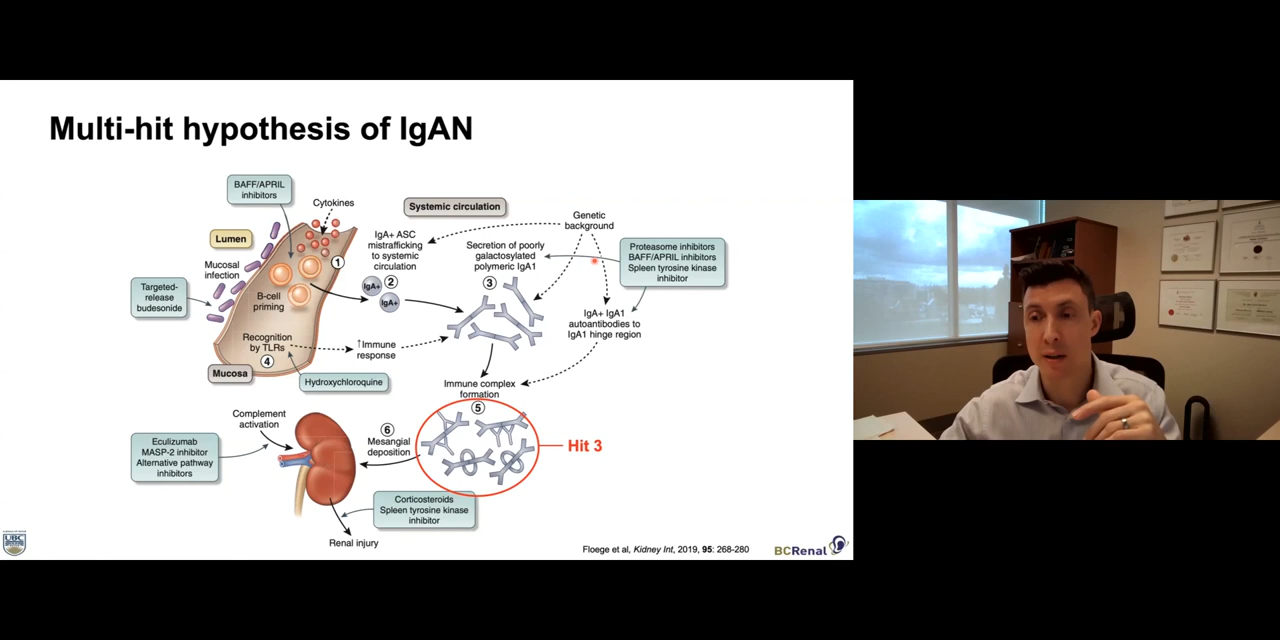 Multi-hit hypothesis of IgAN
BAFF/APRIL
inhibitors
Cytokines
Systemic circulation
Genetic
background
Lumen
IgA+ ASC
mistrafficking
to systemic
circulation
Secretion of poorly
galactosylated
polymeric IgA1
Proteasome inhibitors
BAFF/APRIL inhibitors
Spleen tyrosine kinase
inhibitor
Mucosal
infection
1
2
3
IgA+
IgA+
Targeted-
release
budesonide
B-cell
priming
IgA+ IgA1
autoantibodies to
IgA1 hinge region
Recognition
by TLRs
4
↑Immune
response
Mucosa
Hydroxychloroquine
Immune complex
formation
5
Complement
activation
6
Mesangial
deposition
Hit 3
Eculizumab
MASP-2 inhibitor
Alternative pathway
inhibitors
Corticosteroids
Spleen tyrosine kinase
inhibitor
Renal injury
UBC
Floege et al, Kidney Int, 2019, 95: 268-280
BCRenal